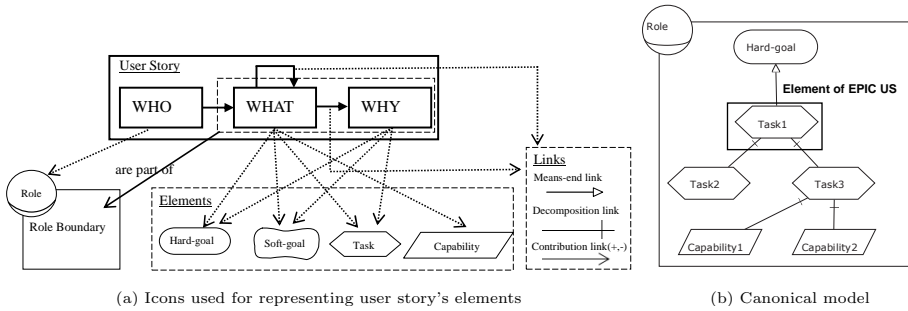 User Story
WHO
WHAT
WHY
are part of
Role
Role Boundary
Elements
Hard-goal
Soft-goal
Task
Capability
Links
Means-end link
Decomposition link
Contribution link(+,-)
(a) Icons used for representing user story's elements
Role
Hard-goal
Element of EPIC US
Task1
Task2
Task3
Capability1
Capability2
(b) Canonical model